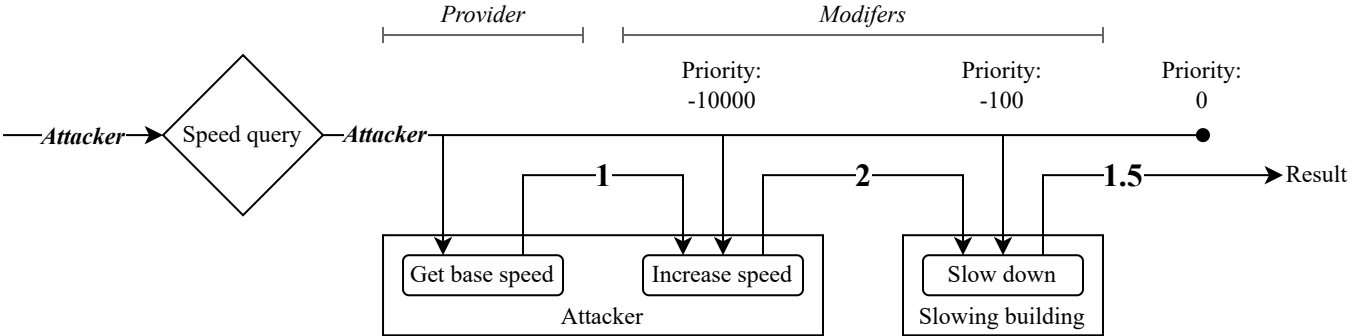 Provider
Modifers
Priority:
-10000
Priority:
-100
Priority:
0
Attacker
Speed query
Attacker
1
2
1.5
Result
Get base speed
Increase speed
Slow down
Attacker
Slowing building